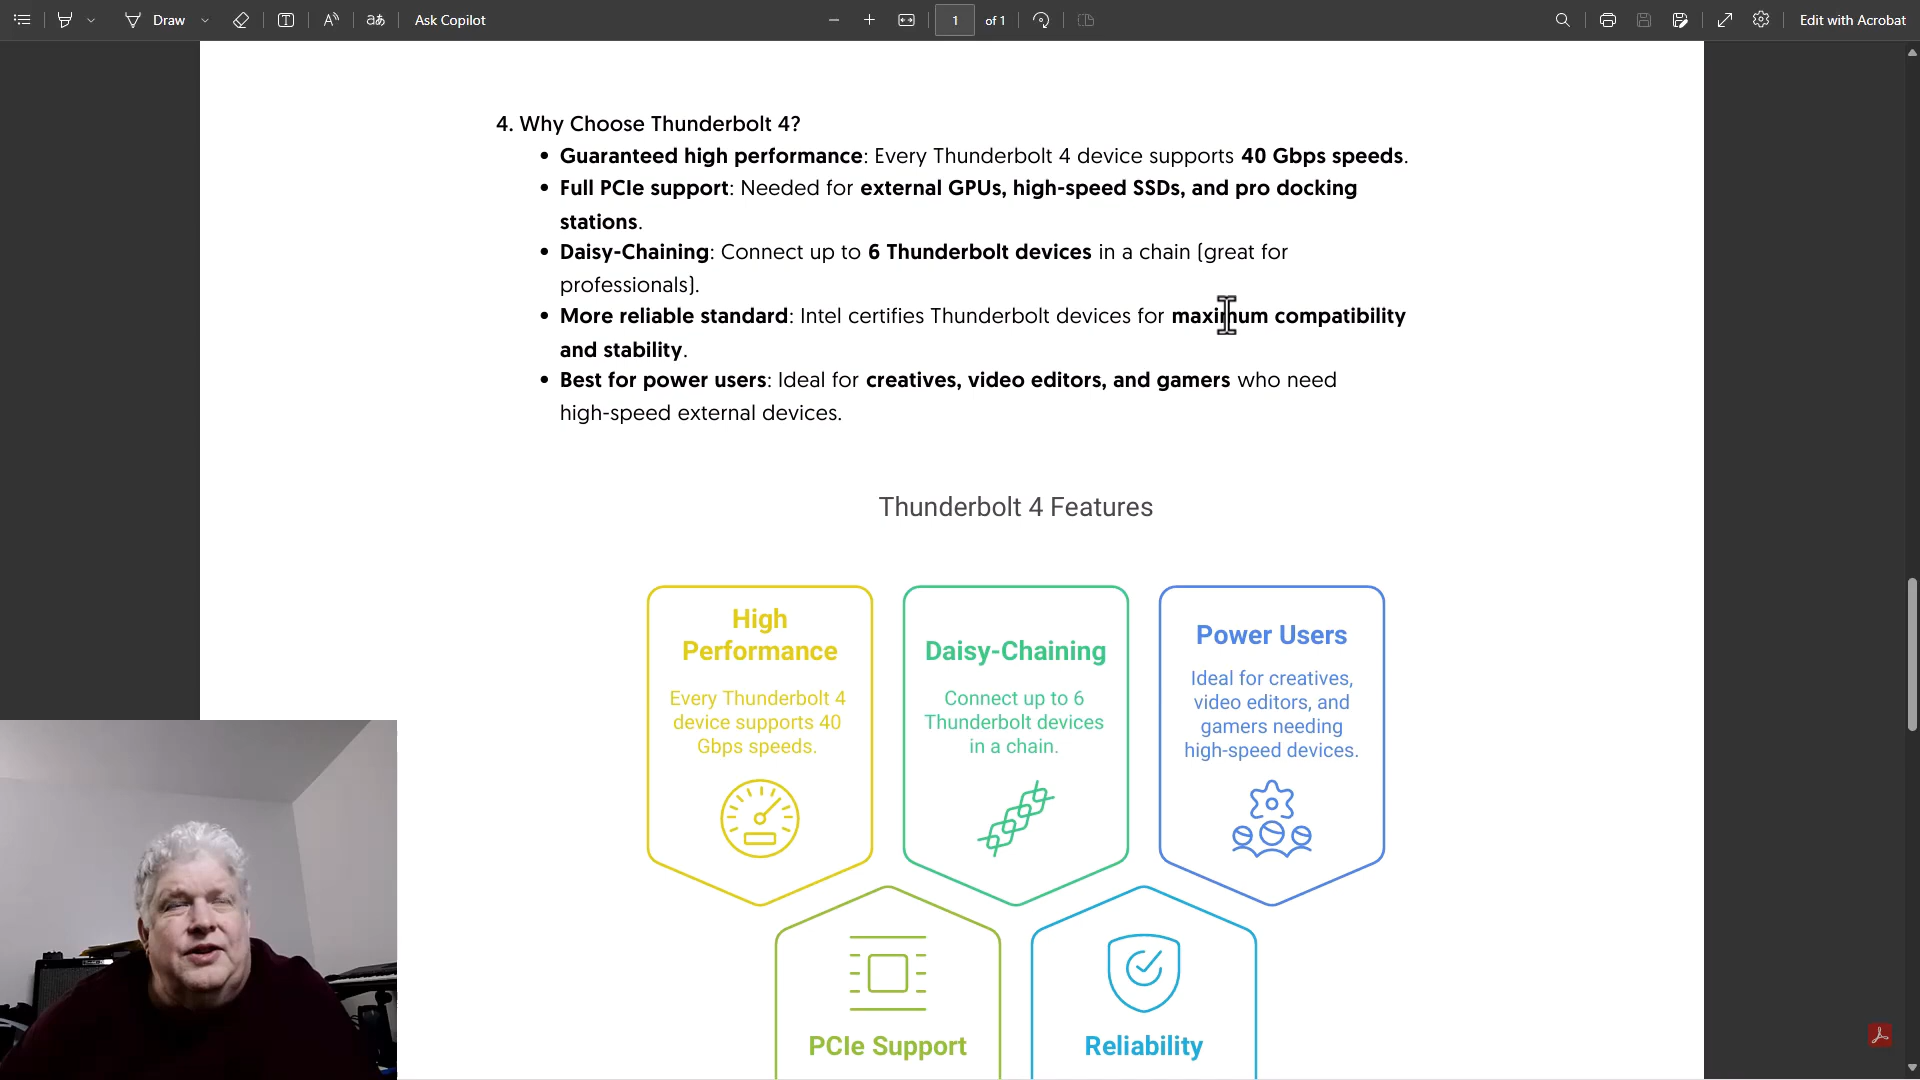 Draw
Ask Copilot
1
of 1
Edit with Acrobat
4. Why Choose Thunderbolt 4?
• Guaranteed high performance: Every Thunderbolt 4 device supports 40 Gbps speeds.
• Full PCIe support: Needed for external GPUs, high-speed SSDs, and pro docking
stations.
• Daisy-Chaining: Connect up to 6 Thunderbolt devices in a chain (great for
professionals).
• More reliable standard: Intel certifies Thunderbolt devices for maximum compatibility
and stability.
• Best for power users: Ideal for creatives, video editors, and gamers who need
high-speed external devices.
Thunderbolt 4 Features
High
Performance
Every Thunderbolt 4
device supports 40
Gbps speeds.
Daisy-Chaining
Connect up to 6
Thunderbolt devices
in a chain.
Power Users
Ideal for creatives,
video editors, and
gamers needing
high-speed devices.
PCIe Support
Reliability